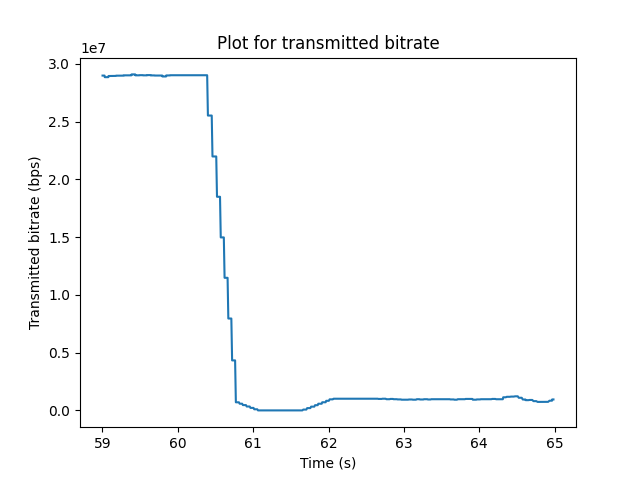 Plot for transmitted bitrate
1e7
3.0
2.5
2.0
1.5
1.0
0.5
0.0
Transmitted bitrate (bps)
59 60 61 62 63 64 65
Time (s)